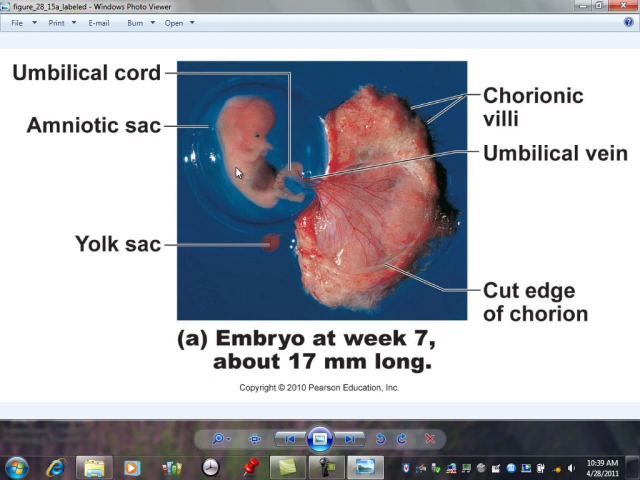 figure_28_15a_labeled - Windows Photo Viewer
File Print E-mail Burn Open
Umbilical cord
Amniotic sac
Yolk sac
Chorionic
villi
Umbilical vein
Cut edge
of chorion
(a) Embryo at week 7,
about 17 mm long.
Copyright © 2010 Pearson Education, Inc.
10:39 AM
4/28/2011